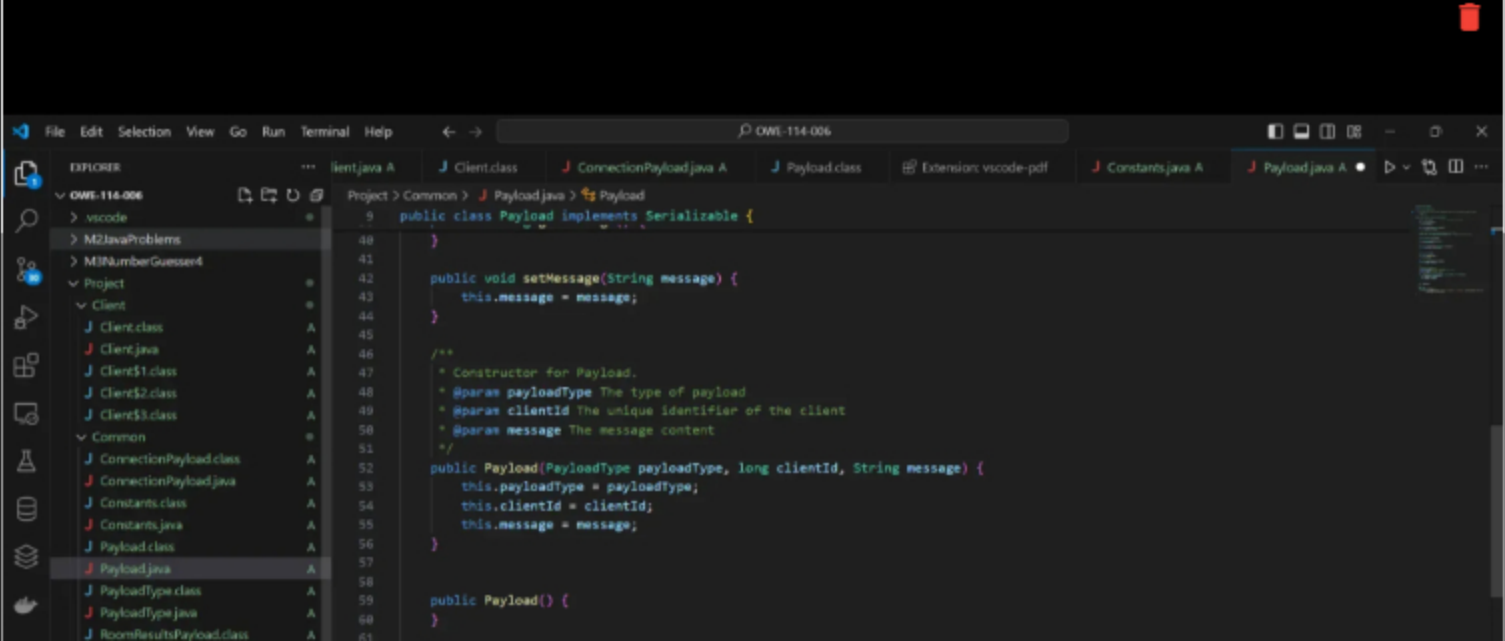 File Edit Selection View Go Run Terminal Help OWE-114-006
EXPLORER
OWE-114-006
.vscode
M2JavaProblems
M3NumberGuesser4
Project
Client
Client.class A
Client.java A
Client$1.class A
Client$2.class A
Client$3.class A
Common
ConnectionPayload.class A
ConnectionPayload.java A
Constants.class A
Constants.java A
Payload.class A
Payload.java A
PayloadType.class A
PayloadType.java A
RoomResultsPayload.class A
lient.java A Client.class ConnectionPayload.java A Payload.class Extension: vscode-pdf Constants.java A Payload.java A
Project > Common > Payload.java > Payload
9 public class Payload implements Serializable {
40 }
41
42 public void setMessage(String message) {
43 this.message = message;
44 }
45
46 /**
47 * Constructor for Payload.
48 * @param payloadType The type of payload
49 * @param clientId The unique identifier of the client
50 * @param message The message content
51 */
52 public Payload(PayloadType payloadType, long clientId, String message) {
53 this.payloadType = payloadType;
54 this.clientId = clientId;
55 this.message = message;
56 }
57
58
59 public Payload() {
60 }
61